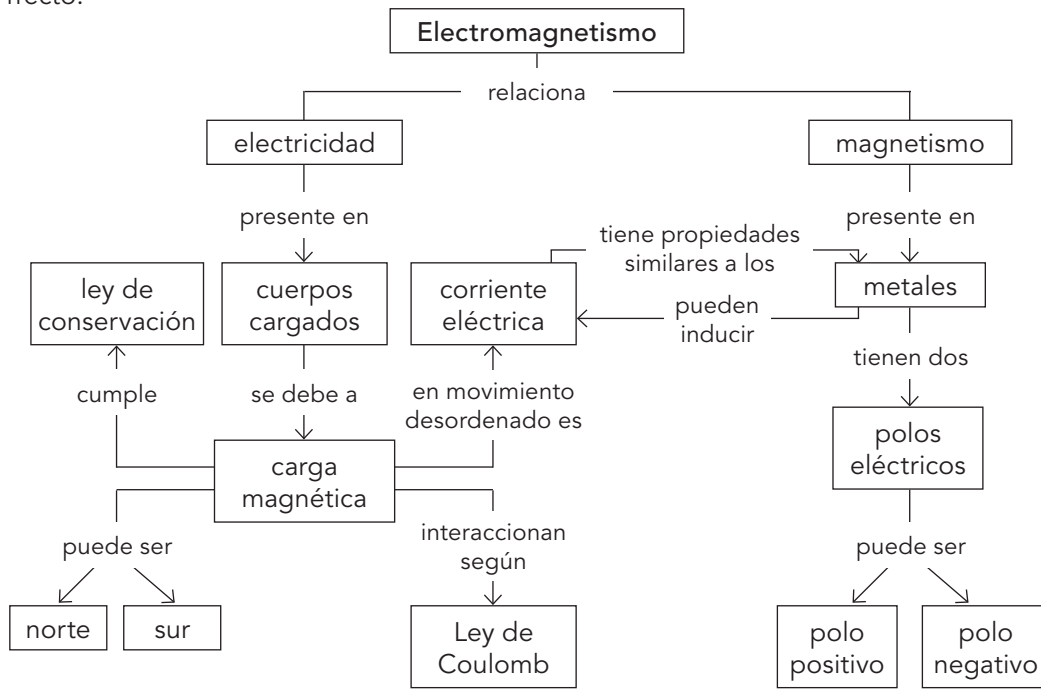 rrecto.
Electromagnetismo
relaciona
electricidad
magnetismo
presente en
presente en
tiene propiedades
similares a los
ley de
conservación
cuerpos
cargados
corriente
eléctrica
metales
pueden
inducir
cumple
se debe a
en movimiento
desordenado es
tienen dos
carga
magnética
polos
eléctricos
puede ser
interaccionan
según
puede ser
norte
sur
Ley de
Coulomb
polo
positivo
polo
negativo